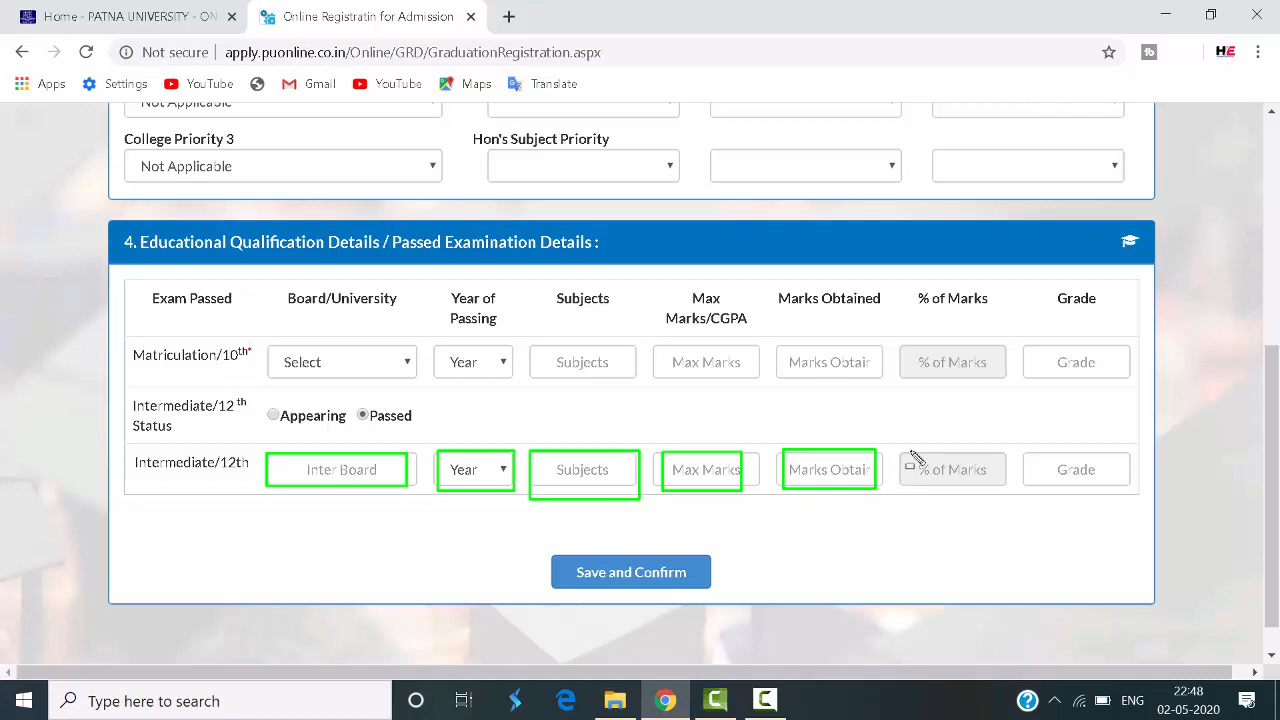 Home - PATNA UNIVERSITY | ON
Online Registratin for Admission
Not secure
apply.puonline.co.in/Online/GRD/GraduationRegistration.aspx
Apps
Settings
YouTube
Gmail
YouTube
Maps
Translate
Not Applicable
College Priority 3
Hon's Subject Priority
Not Applicable
4. Educational Qualification Details / Passed Examination Details :
Exam Passed
Board/University
Year of
Passing
Subjects
Max
Marks/CGPA
Marks Obtained
% of Marks
Grade
Matriculation/10th*
Select
Year
Subjects
Max Marks
Marks Obtair
% of Marks
Grade
Intermediate/12 th
Status
Appearing
Passed
Intermediate/12th
Inter Board
Year
Subjects
Max Marks
Marks Obtair
% of Marks
Grade
Save and Confirm
Type here to search
ENG
22:48
02-05-2020